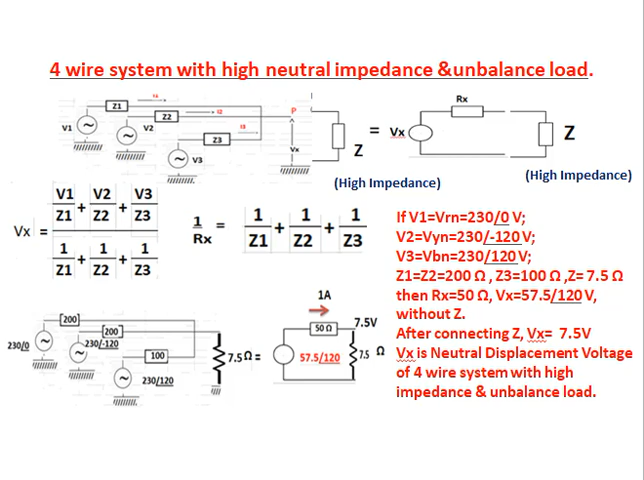 4 wire system with high neutral impedance &unbalance load.
I1
Z1
I2
Z2
I3
Z3
V1
V2
V3
P
Vx
Z
(High Impedance)
= Vx
Rx
Z
(High Impedance)
Vx = V1/Z1 + V2/Z2 + V3/Z3
1/Z1 + 1/Z2 + 1/Z3
1/Rx = 1/Z1 + 1/Z2 + 1/Z3
If V1=Vrn=230/0 V;
V2=Vyn=230/-120 V;
V3=Vbn=230/120 V;
Z1=Z2=200 Ω , Z3=100 Ω ,Z= 7.5 Ω
then Rx=50 Ω, Vx=57.5/120 V,
without Z.
After connecting Z, Vx= 7.5V
Vx is Neutral Displacement Voltage
of 4 wire system with high
impedance & unbalance load.
200
230/0
200
230/-120
100
230/120
7.5Ω =
1A
50 Ω
7.5V
57.5/120
7.5 Ω